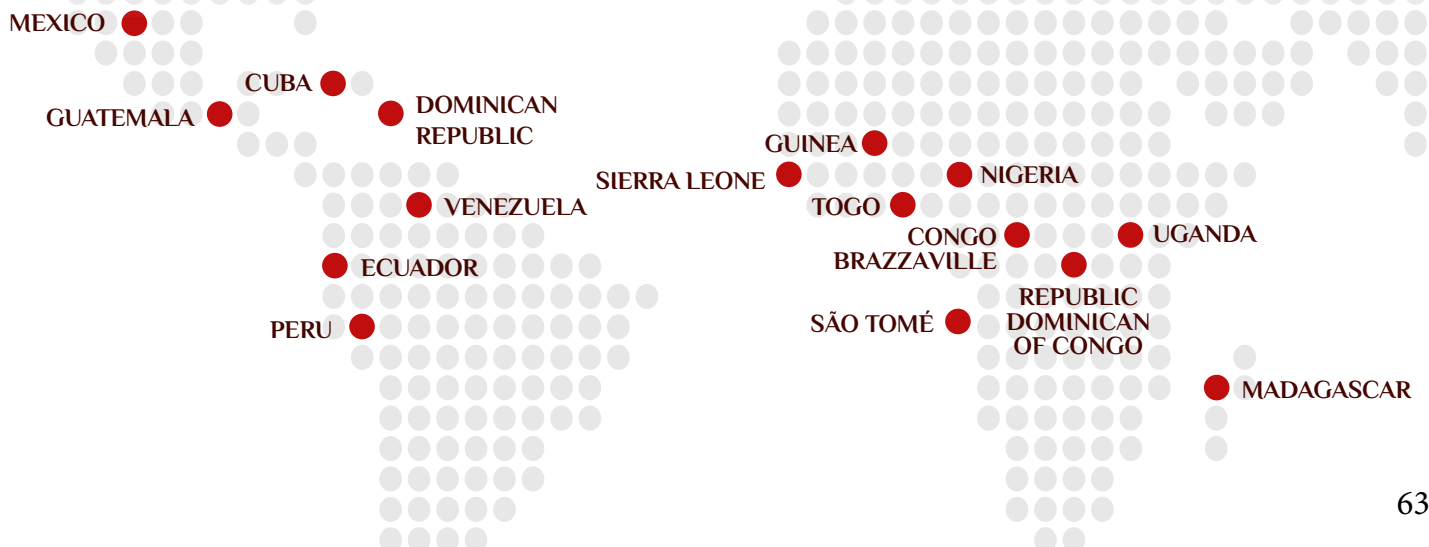 MEXICO
CUBA
GUATEMALA
DOMINICAN
REPUBLIC
VENEZUELA
ECUADOR
PERU
GUINEA
SIERRA LEONE
NIGERIA
TOGO
CONGO
BRAZZAVILLE
UGANDA
REPUBLIC
DOMINICAN
OF CONGO
SÃO TOMÉ
MADAGASCAR
63